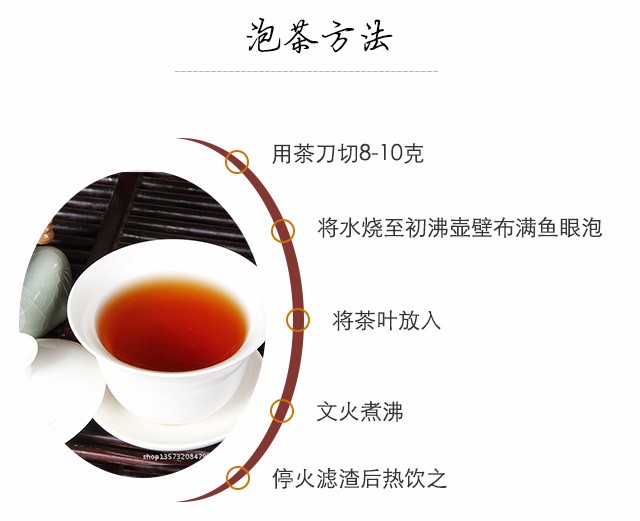 泡茶方法
用茶刀切8-10克
将水烧至初沸壶壁布满鱼眼泡
将茶叶放入
文火煮沸
停火滤渣后热饮之